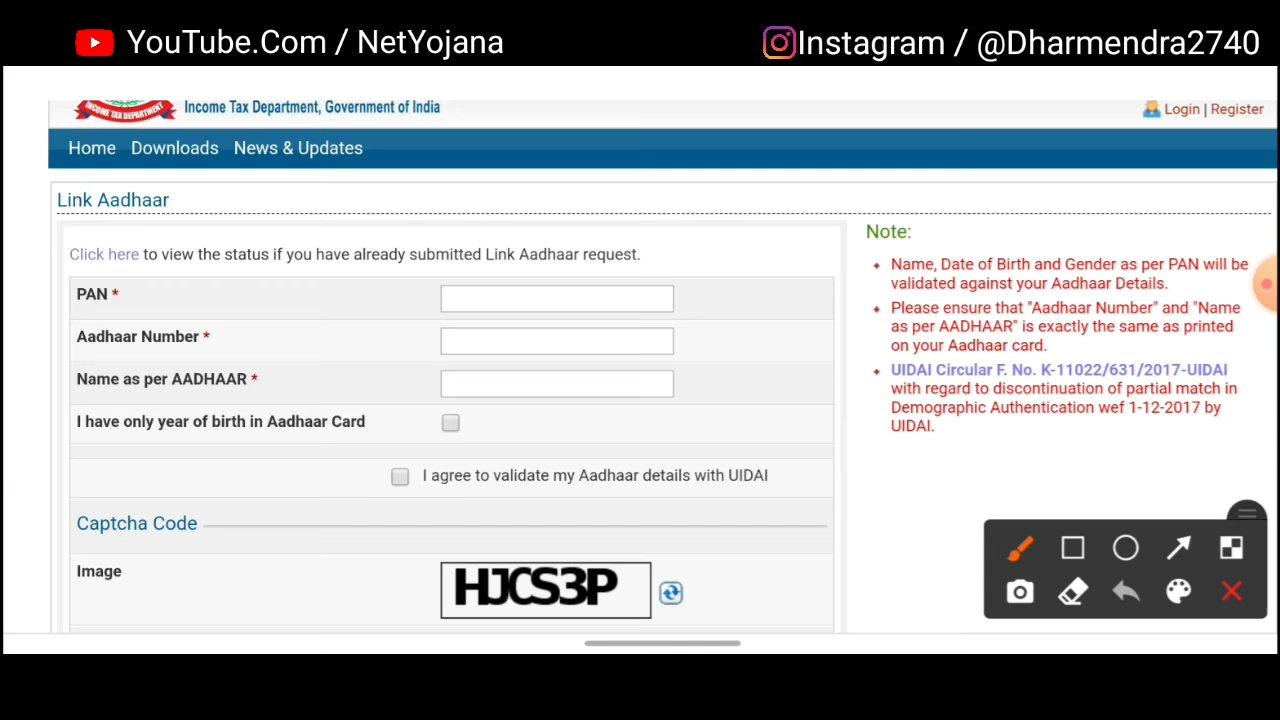 YouTube.Com / NetYojana
Instagram / @Dharmendra2740
INCOME TAX DEPARTMENT
Income Tax Department, Government of India
Login | Register
Home Downloads News & Updates
Link Aadhaar
Click here to view the status if you have already submitted Link Aadhaar request.
PAN *
Aadhaar Number *
Name as per AADHAAR *
I have only year of birth in Aadhaar Card
I agree to validate my Aadhaar details with UIDAI
Captcha Code
Image
HJCS3P
Note:
Name, Date of Birth and Gender as per PAN will be
validated against your Aadhaar Details.
Please ensure that "Aadhaar Number" and "Name
as per AADHAAR" is exactly the same as printed
on your Aadhaar card.
UIDAI Circular F. No. K-11022/631/2017-UIDAI
with regard to discontinuation of partial match in
Demographic Authentication wef 1-12-2017 by
UIDAI.